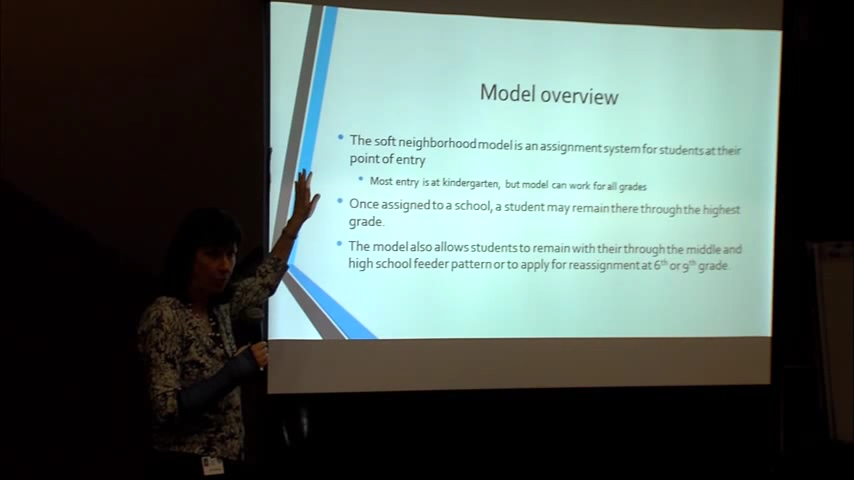 Model overview
The soft neighborhood model is an assignment system for students at their
point of entry
Most entry is at kindergarten, but model can work for all grades
Once assigned to a school, a student may remain there through the highest
grade.
The model also allows students to remain with their through the middle and
high school feeder pattern or to apply for reassignment at 6th or 9th grade.